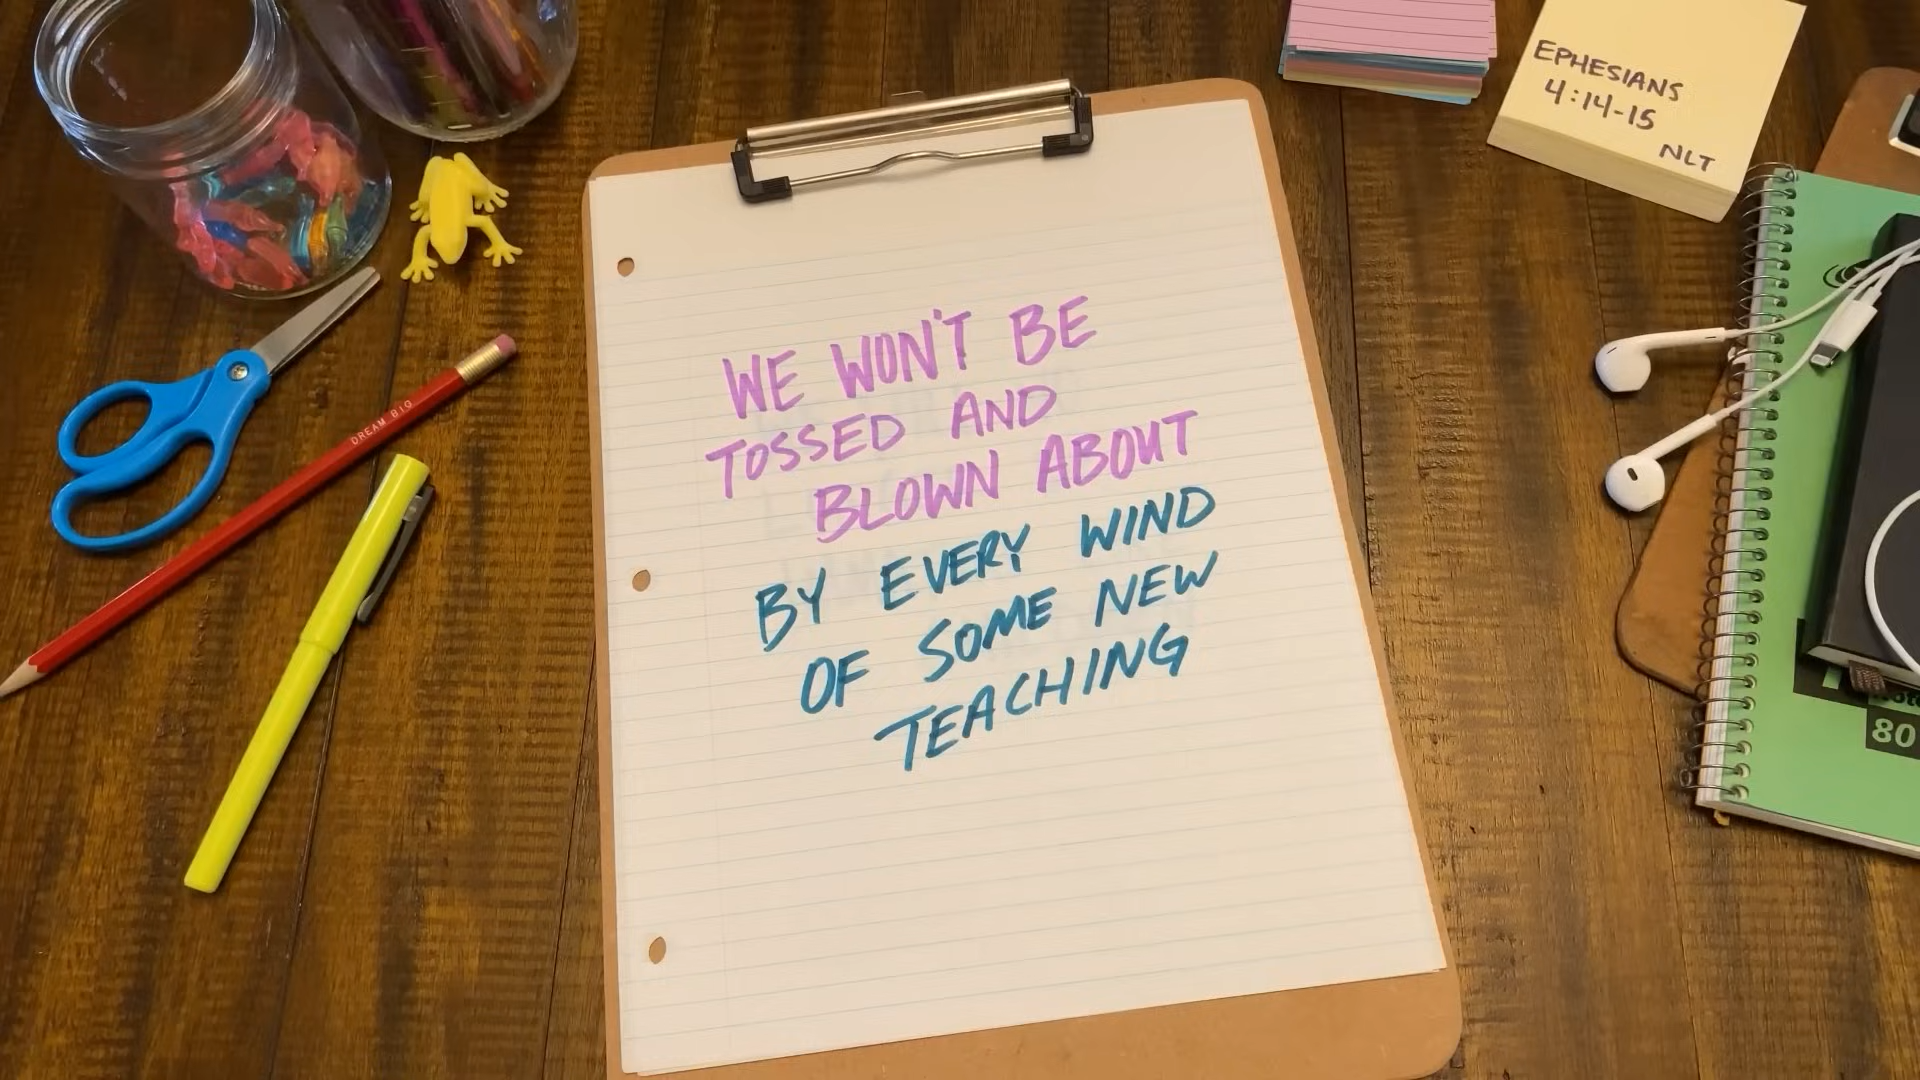 EPHESIANS
4:14-15
NLT
WE WON'T BE
TOSSED AND
BLOWN ABOUT
BY EVERY WIND
OF SOME NEW
TEACHING
DREAM BIG
80